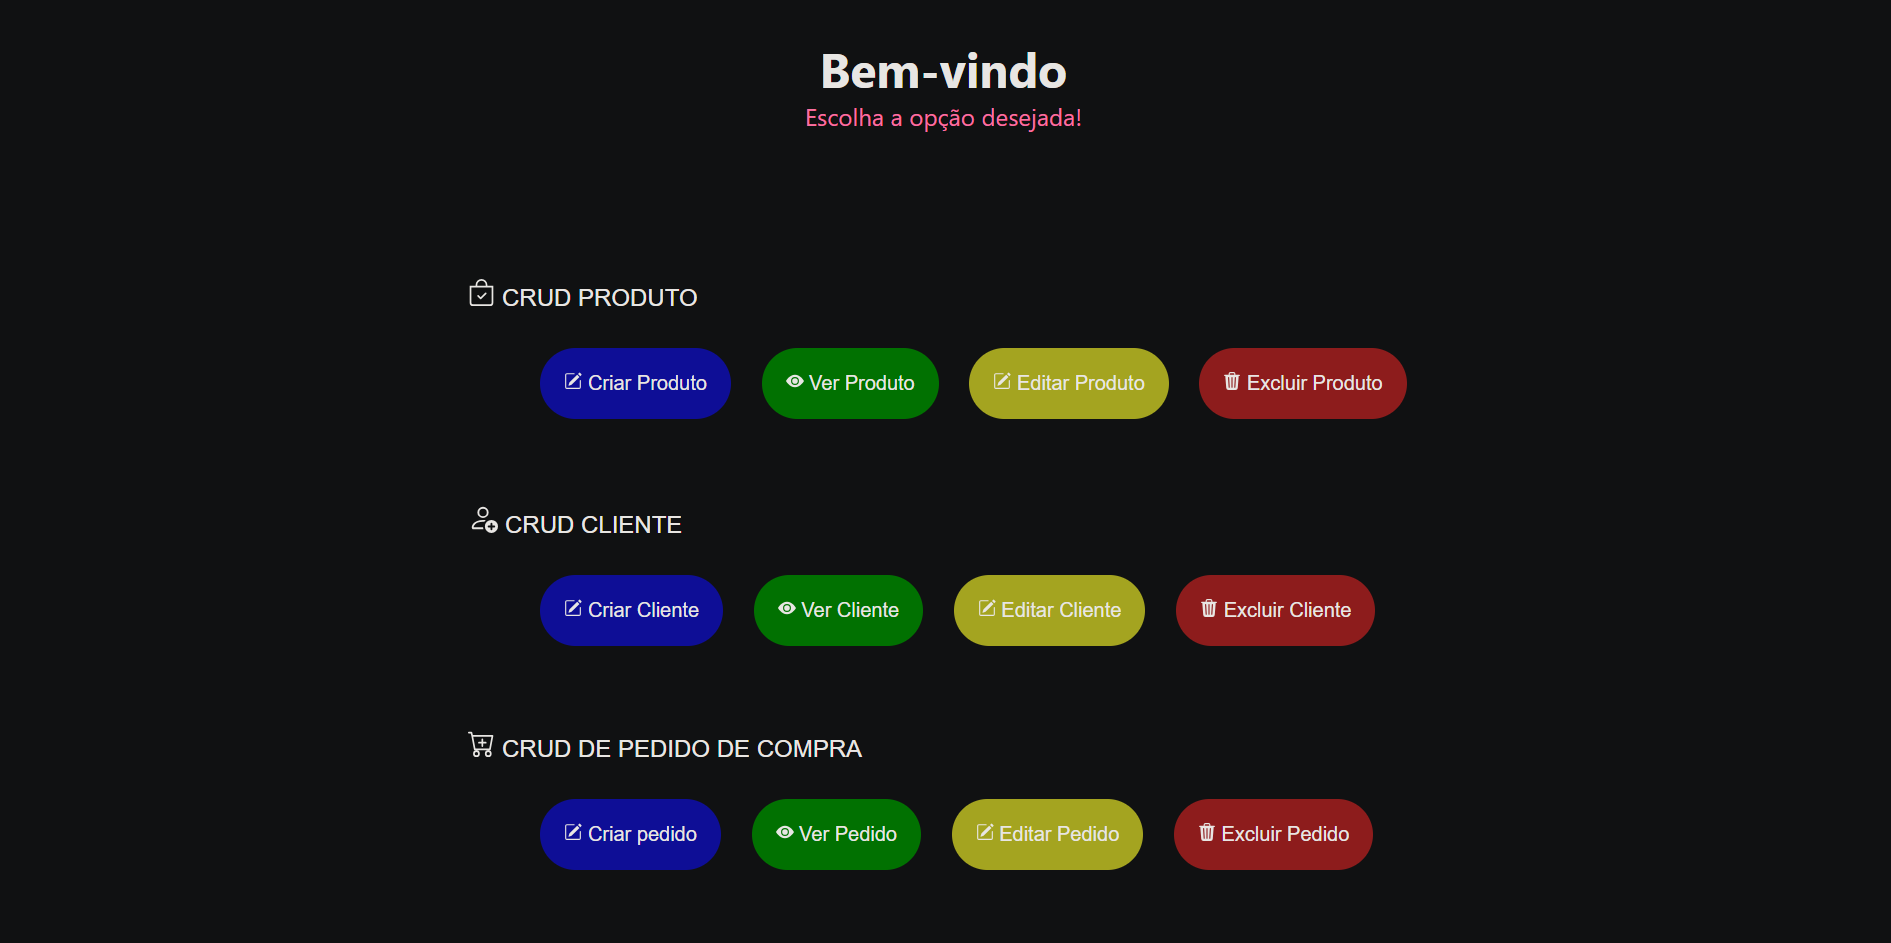 Bem-vindo
Escolha a opção desejada!
CRUD PRODUTO
Criar Produto Ver Produto Editar Produto Excluir Produto
CRUD CLIENTE
Criar Cliente Ver Cliente Editar Cliente Excluir Cliente
CRUD DE PEDIDO DE COMPRA
Criar pedido Ver Pedido Editar Pedido Excluir Pedido